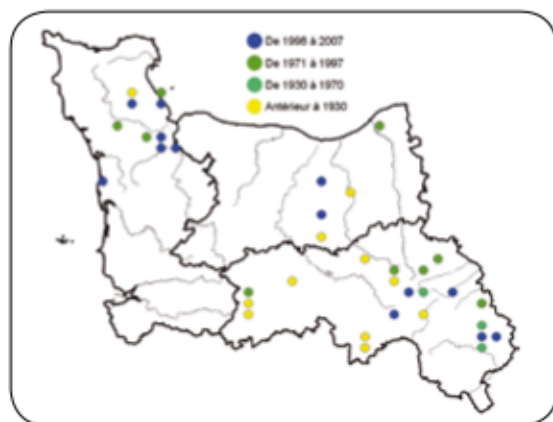 De 1998 à 2007
De 1971 à 1997
De 1930 à 1970
Antérieur à 1930